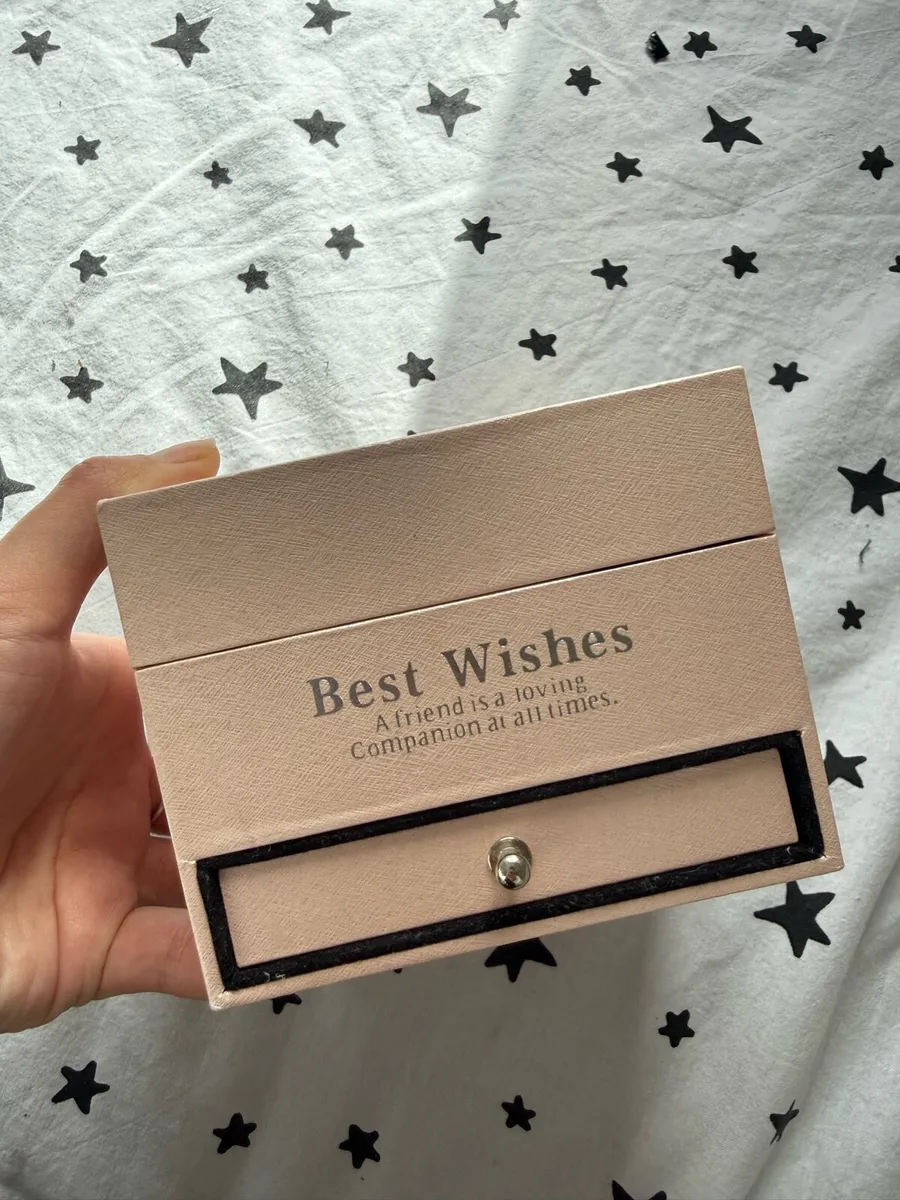 Best Wishes
A friend is a loving
Companion at all times.